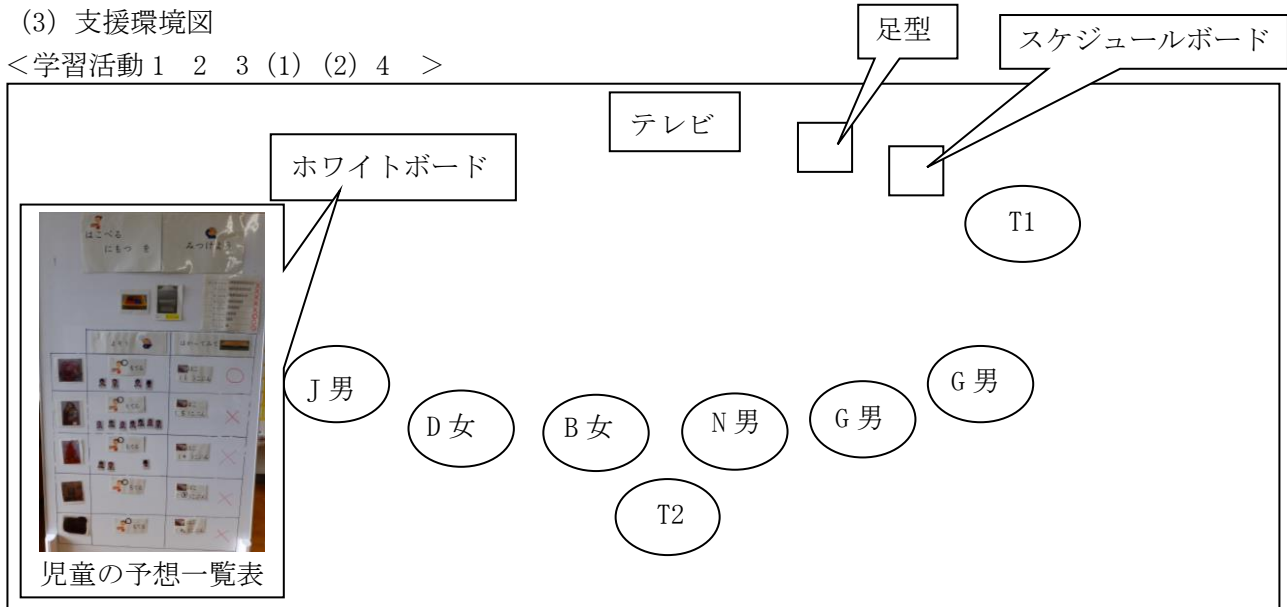 (3) 支援環境図
＜学習活動1 2 3(1)(2)4 ＞
足型
スケジュールボード
テレビ
ホワイトボード
T1
はこべる
にもつ を
みつけよう
J男
D女
B女
N男
G男
G男
T2
児童の予想一覧表